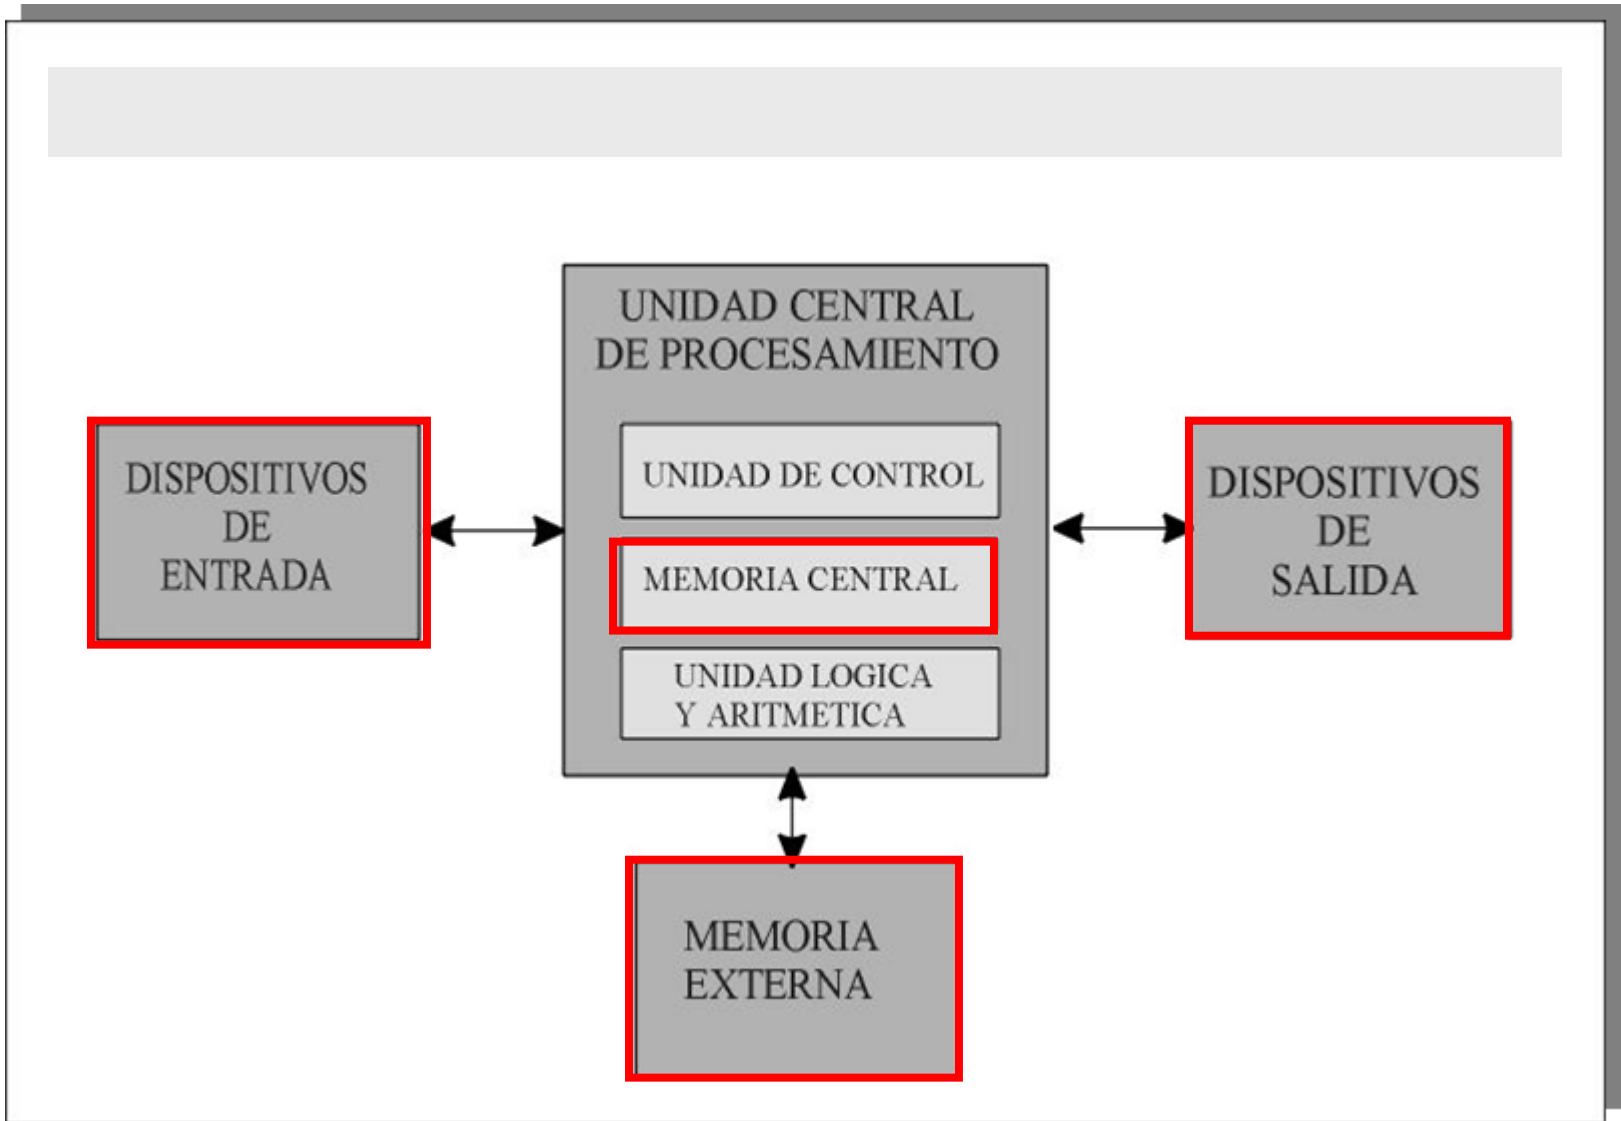 UNIDAD CENTRAL
DE PROCESAMIENTO
UNIDAD DE CONTROL
MEMORIA CENTRAL
UNIDAD LOGICA
Y ARITMETICA
DISPOSITIVOS
DE
ENTRADA
DISPOSITIVOS
DE
SALIDA
MEMORIA
EXTERNA